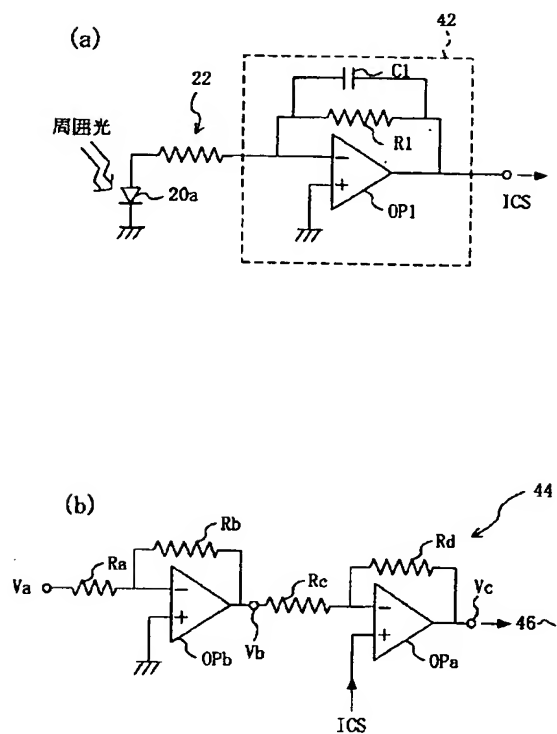 (a)
42
C1
22
R1
周囲光
20a
OP1
ICS
(b)
44
Rb
Rd
Va
Ra
Rc
Vc
46~
OPb
Vb
OPa
ICS